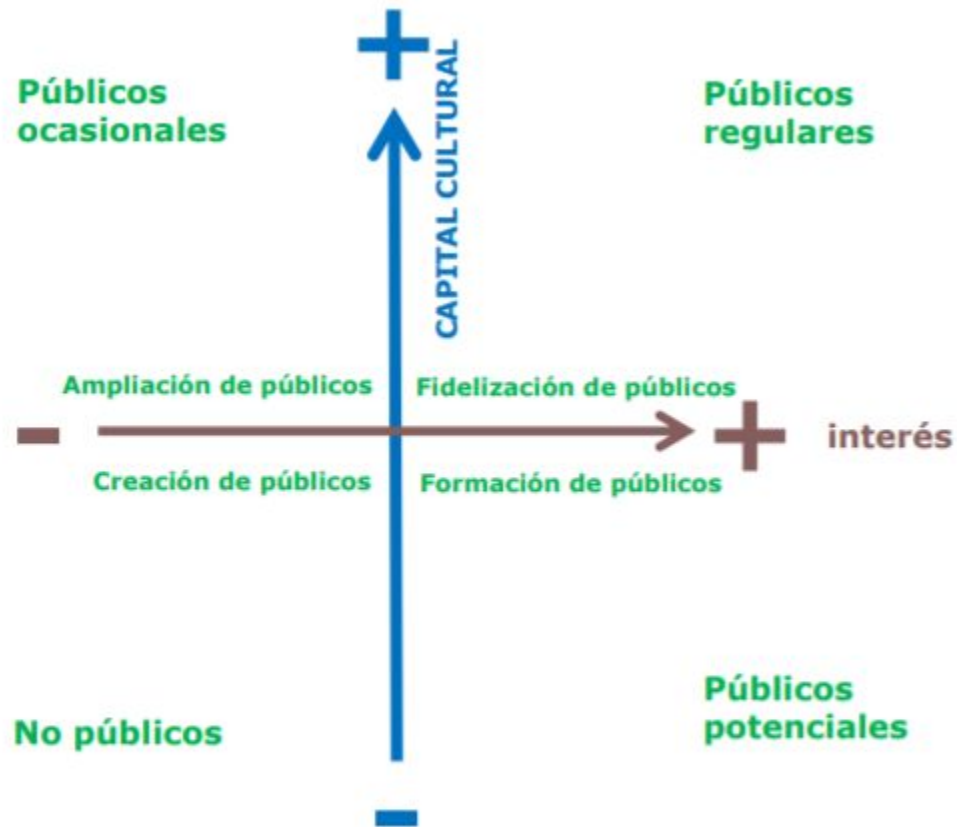 +
Públicos
ocasionales
CAPITAL CULTURAL
Públicos
regulares
Ampliación de públicos
Fidelización de públicos
-
+
interés
Creación de públicos
Formación de públicos
No públicos
Públicos
potenciales
-